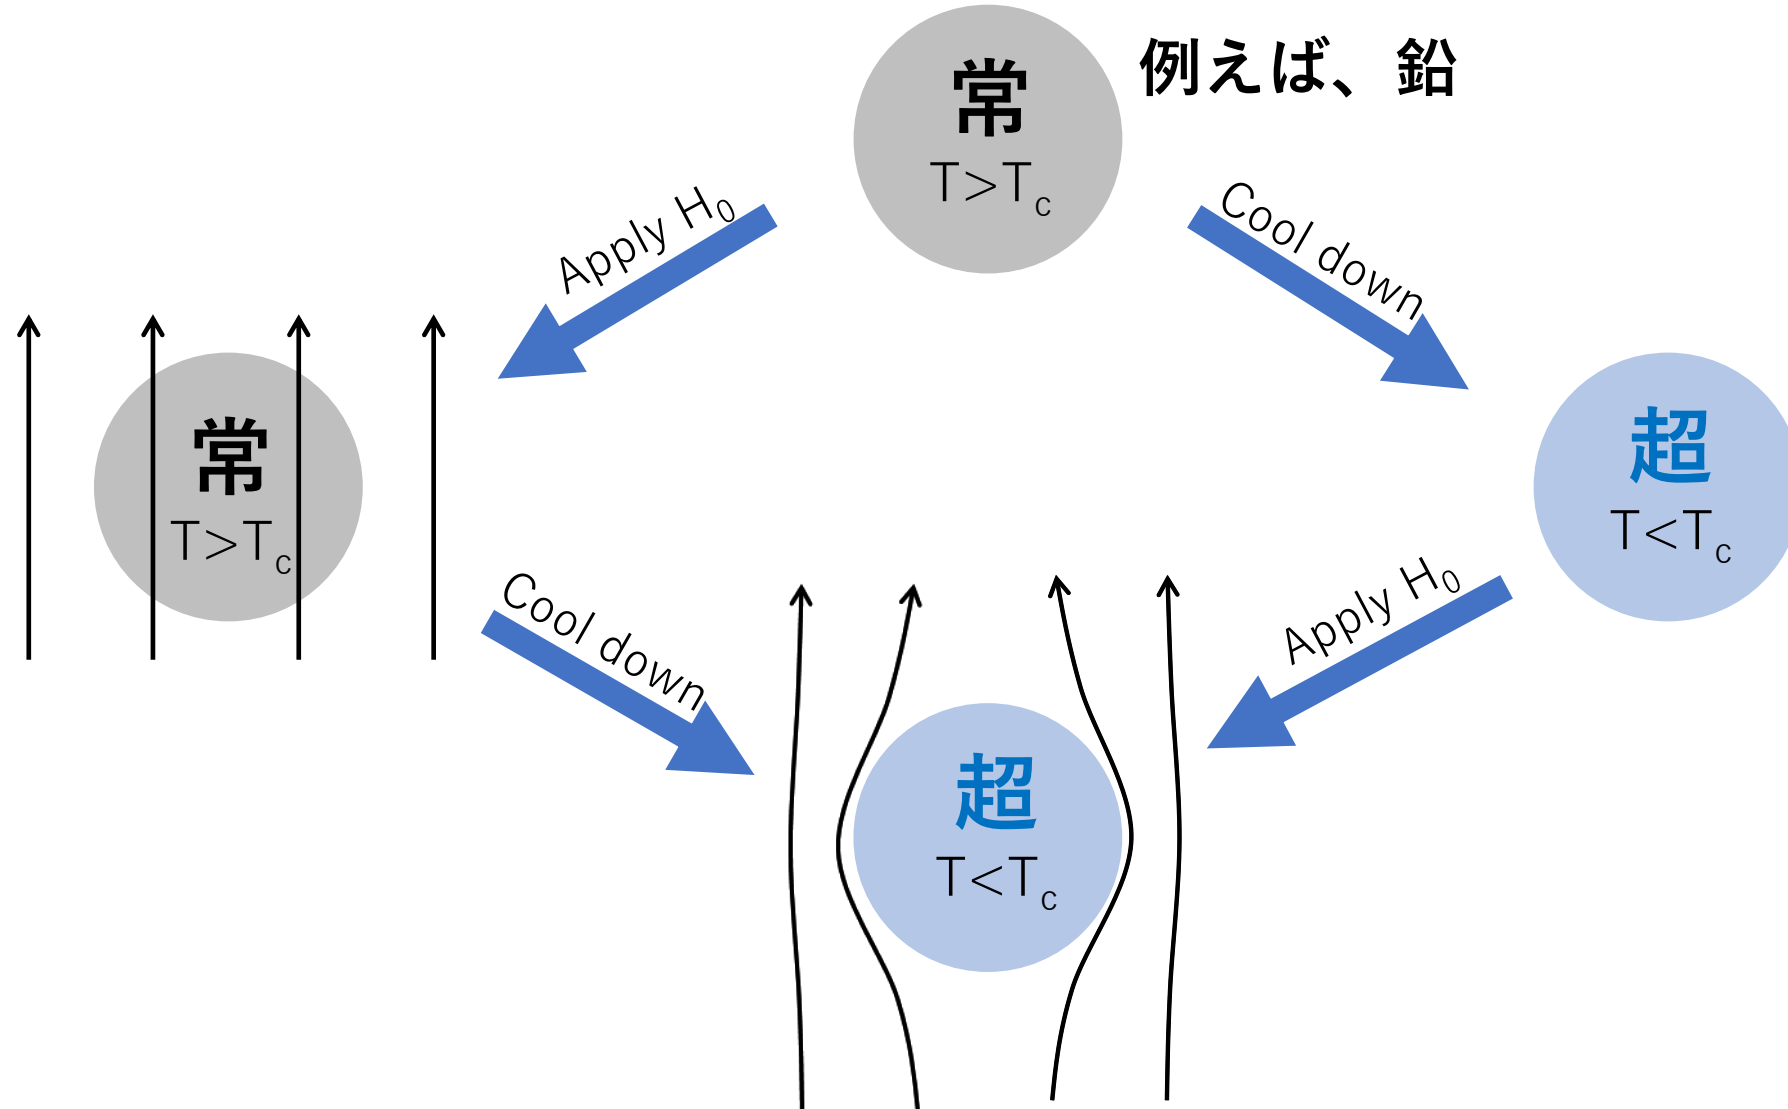 常
T>Tc
例えば、鉛
Apply H0
Cool down
常
T>Tc
超
T<Tc
Cool down
Apply H0
超
T<Tc